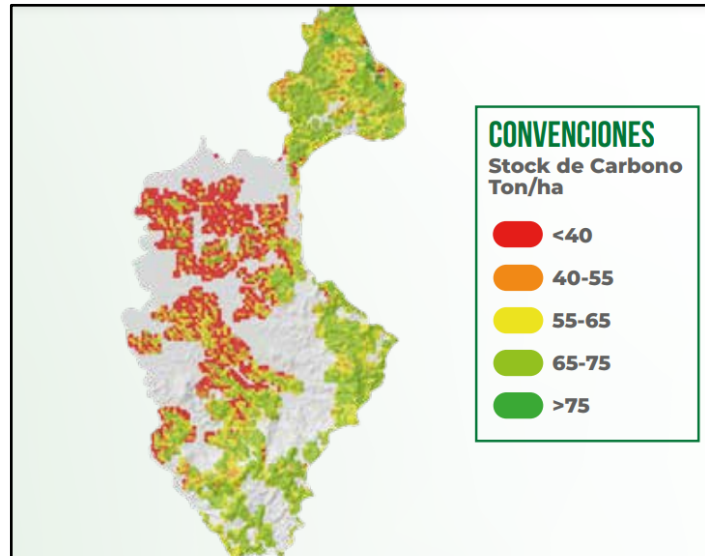 CONVENCIONES
Stock de Carbono
Ton/ha
<40
40-55
55-65
65-75
>75